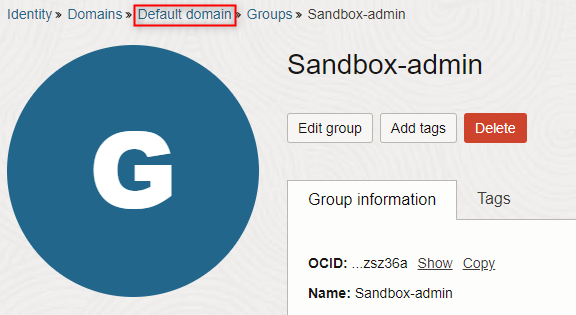 Identity » Domains » Default domain » Groups » Sandbox-admin
Sandbox-admin
G
Edit group Add tags Delete
Group information Tags
OCID: ...zsz36a Show Copy
Name: Sandbox-admin